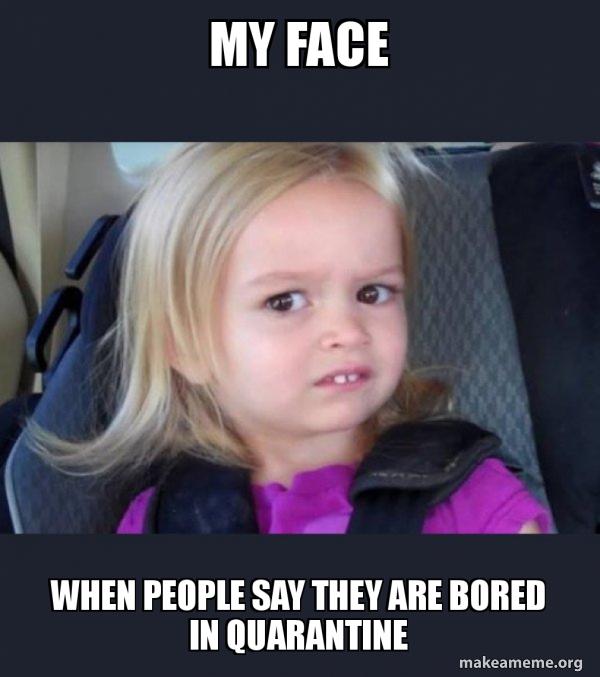 MY FACE
WHEN PEOPLE SAY THEY ARE BORED
IN QUARANTINE
makeameme.org